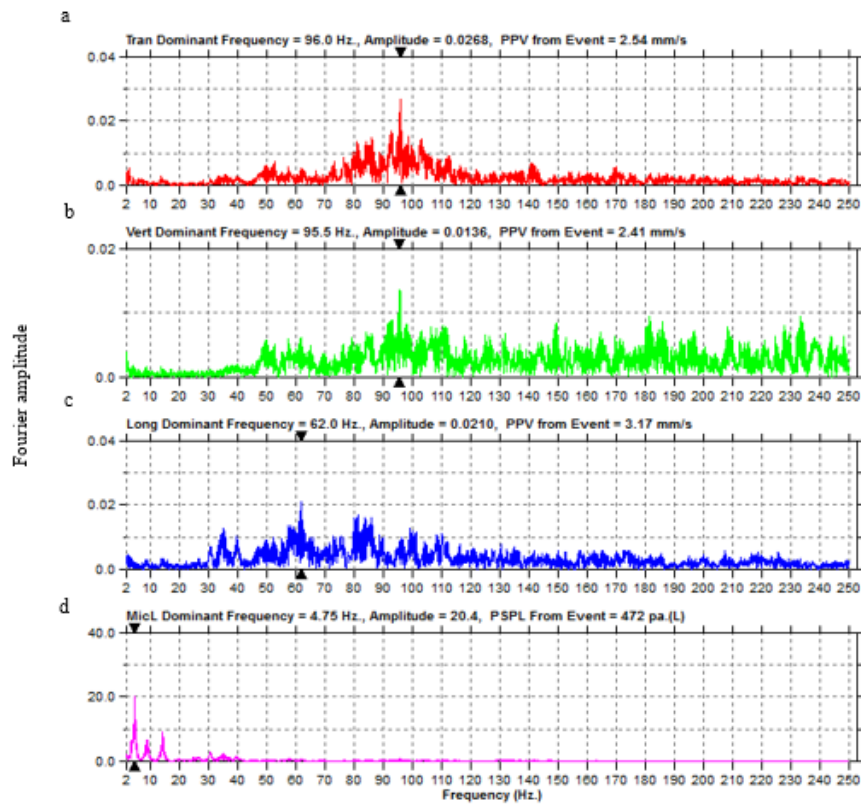 a
Tran Dominant Frequency = 96.0 Hz., Amplitude = 0.0268, PPV from Event = 2.54 mm/s
0.04
0.02
0.0
2 10 20 30 40 50 60 70 80 90 100 110 120 130 140 150 160 170 180 190 200 210 220 230 240 250
b
Vert Dominant Frequency = 95.5 Hz., Amplitude = 0.0136, PPV from Event = 2.41 mm/s
0.02
0.0
2 10 20 30 40 50 60 70 80 90 100 110 120 130 140 150 160 170 180 190 200 210 220 230 240 250
Fourier amplitude
c
Long Dominant Frequency = 62.0 Hz., Amplitude = 0.0210, PPV from Event = 3.17 mm/s
0.04
0.02
0.0
2 10 20 30 40 50 60 70 80 90 100 110 120 130 140 150 160 170 180 190 200 210 220 230 240 250
d
MicL Dominant Frequency = 4.75 Hz., Amplitude = 20.4, PSPL From Event = 472 pa.(L)
40.0
20.0
0.0
2 10 20 30 40 50 60 70 80 90 100 110 120 130 140 150 160 170 180 190 200 210 220 230 240 250
Frequency (Hz.)